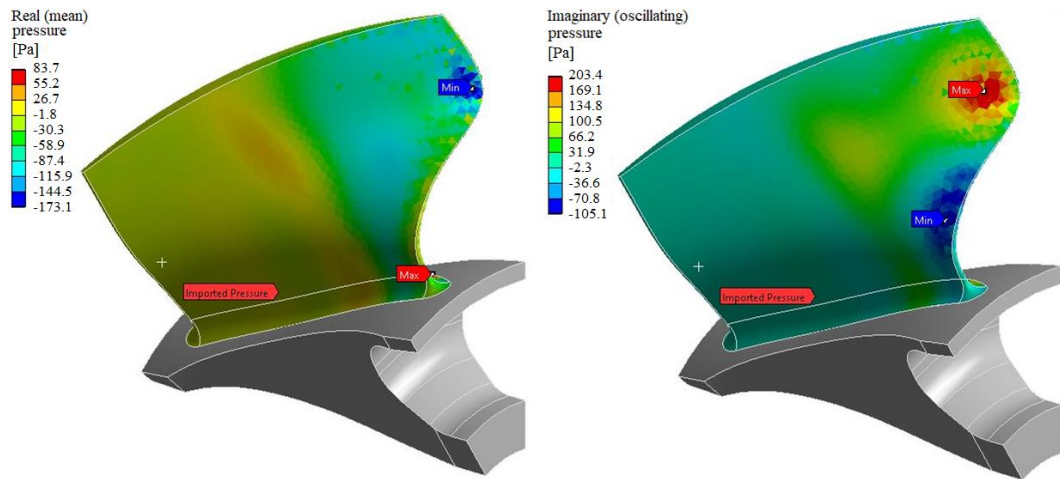 Real (mean)
pressure
[Pa]
83.7
55.2
26.7
-1.8
-30.3
-58.9
-87.4
-115.9
-144.5
-173.1
Min
Max
Imported Pressure
Imaginary (oscillating)
pressure
[Pa]
203.4
169.1
134.8
100.5
66.2
31.9
-2.3
-36.6
-70.8
-105.1
Max
Min
Imported Pressure